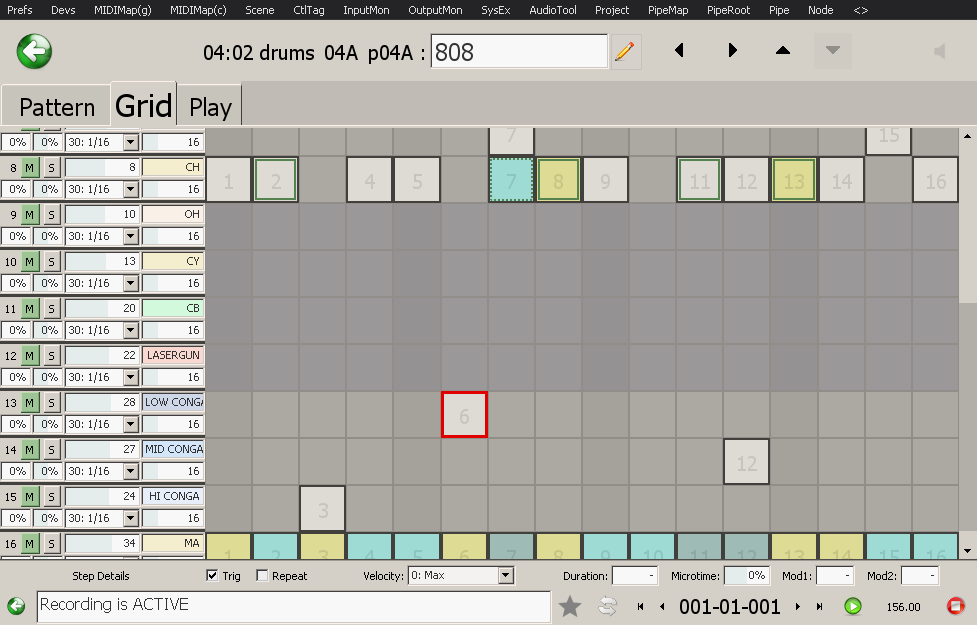 Prefs Devs MIDIMap(g) MIDIMap(c) Scene CtlTag InputMon OutputMon SysEx AudioTool Project PipeMap PipeRoot Pipe Node <>
04:02 drums 04A p04A : 808
Pattern Grid Play
7 15
0% 0% 30: 1/16 16
8 M S 8 CH
1 2 4 5 7 8 9 11 12 13 14 16
0% 0% 30: 1/16 16
9 M S 10 OH
0% 0% 30: 1/16 16
10 M S 13 CY
0% 0% 30: 1/16 16
11 M S 20 CB
0% 0% 30: 1/16 16
12 M S 22 LASERGUN
0% 0% 30: 1/16 16
13 M S 28 LOW CONGA
6
0% 0% 30: 1/16 16
14 M S 27 MID CONGA
12
0% 0% 30: 1/16 16
15 M S 24 HI CONGA
3
0% 0% 30: 1/16 16
16 M S 34 MA
1 2 3 4 5 6 7 8 9 10 11 12 13 14 15 16
Step Details Trig Repeat Velocity: 0: Max Duration: - Microtime: 0% Mod1: - Mod2: -
Recording is ACTIVE 001-01-001 156.00